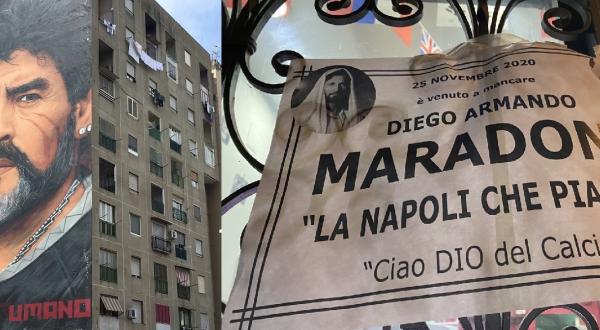 UMANO
25 NOVEMBRE 2020
è venuto a mancare
DIEGO ARMANDO
MARADON
"LA NAPOLI CHE PIA
"Ciao DIO del Calci